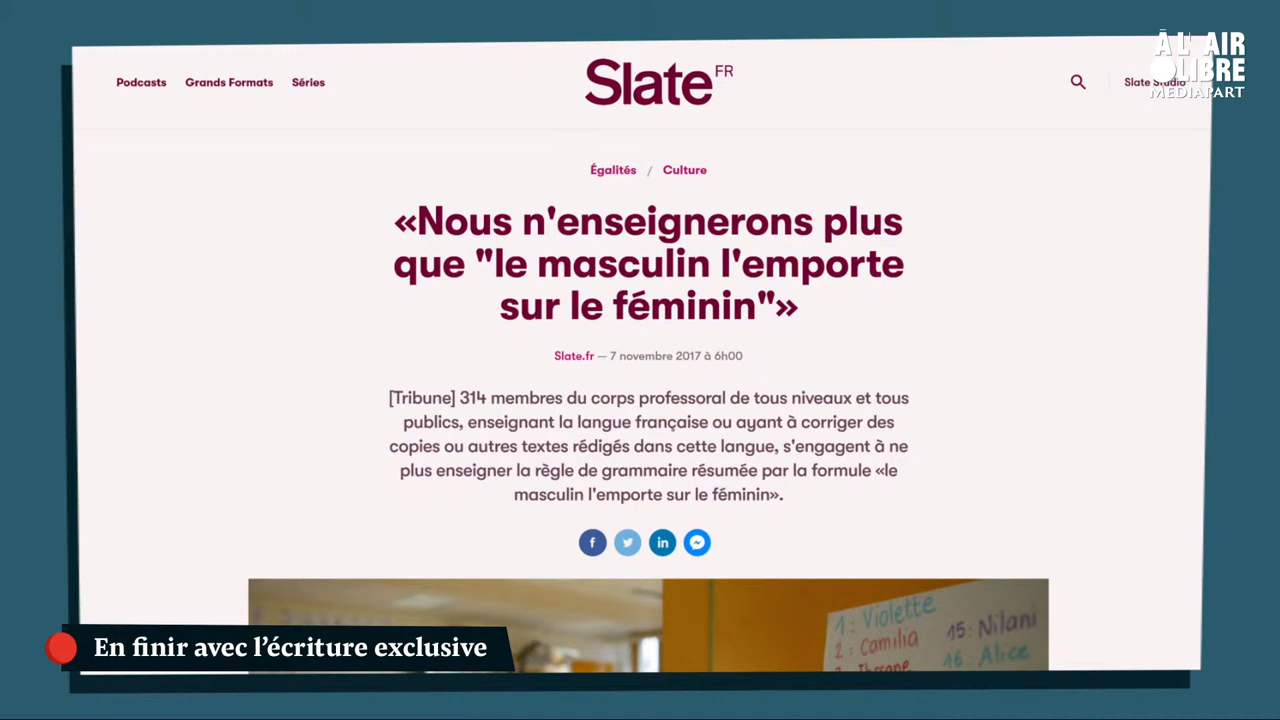 À L'AIR
LIBRE
MEDIAPART
Podcasts Grands Formats Séries
Slate FR
Slate Studio
Égalités / Culture
«Nous n'enseignerons plus
que "le masculin l'emporte
sur le féminin"»
Slate.fr — 7 novembre 2017 à 6h00
[Tribune] 314 membres du corps professoral de tous niveaux et tous
publics, enseignant la langue française ou ayant à corriger des
copies ou autres textes rédigés dans cette langue, s'engagent à ne
plus enseigner la règle de grammaire résumée par la formule «le
masculin l'emporte sur le féminin».
1 : Violette
2 : Camilia
15 : Nilani
16 : Alice
En finir avec l'écriture exclusive